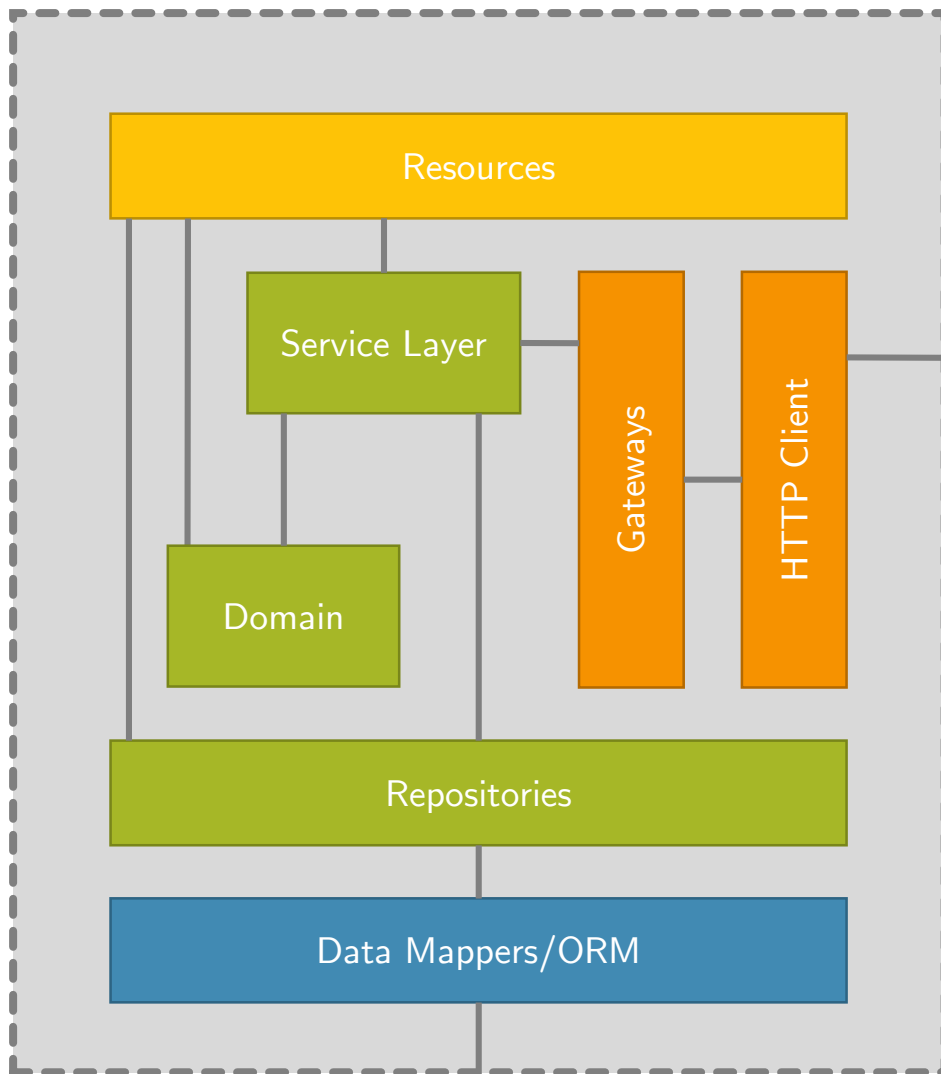 Resources
Service Layer
Gateways
HTTP Client
Domain
Repositories
Data Mappers/ORM